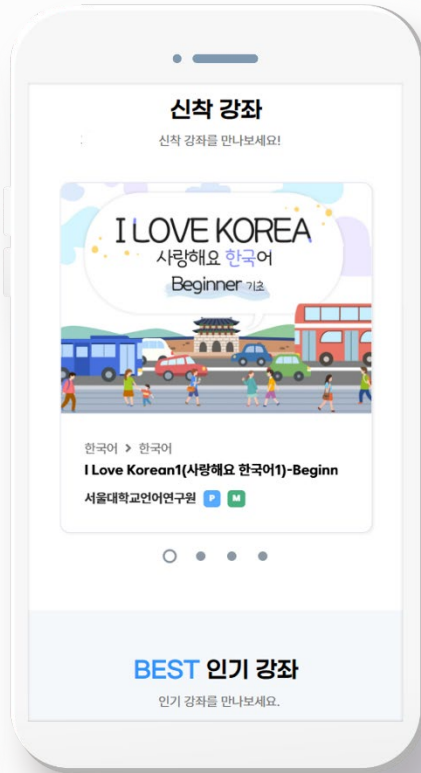 신착 강좌
신착 강좌를 만나보세요!
I LOVE KOREA
사랑해요 한국어
Beginner 기초
한국어 > 한국어
I Love Korean1(사랑해요 한국어1)-Beginn
서울대학교언어연구원 P M
BEST 인기 강좌
인기 강좌를 만나보세요.